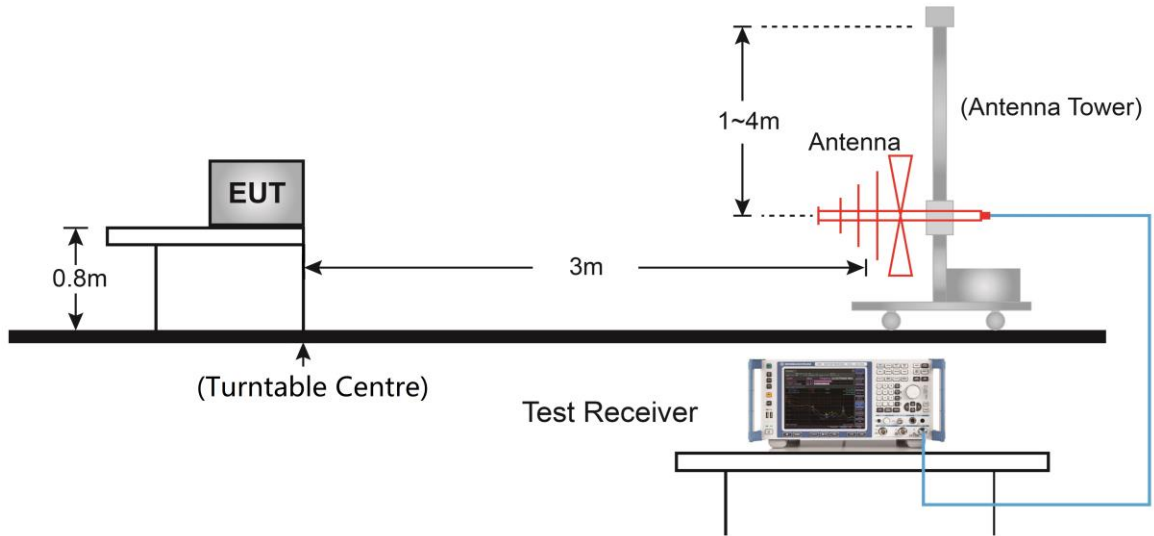 1~4m
(Antenna Tower)
Antenna
EUT
0.8m
3m
(Turntable Centre)
Test Receiver